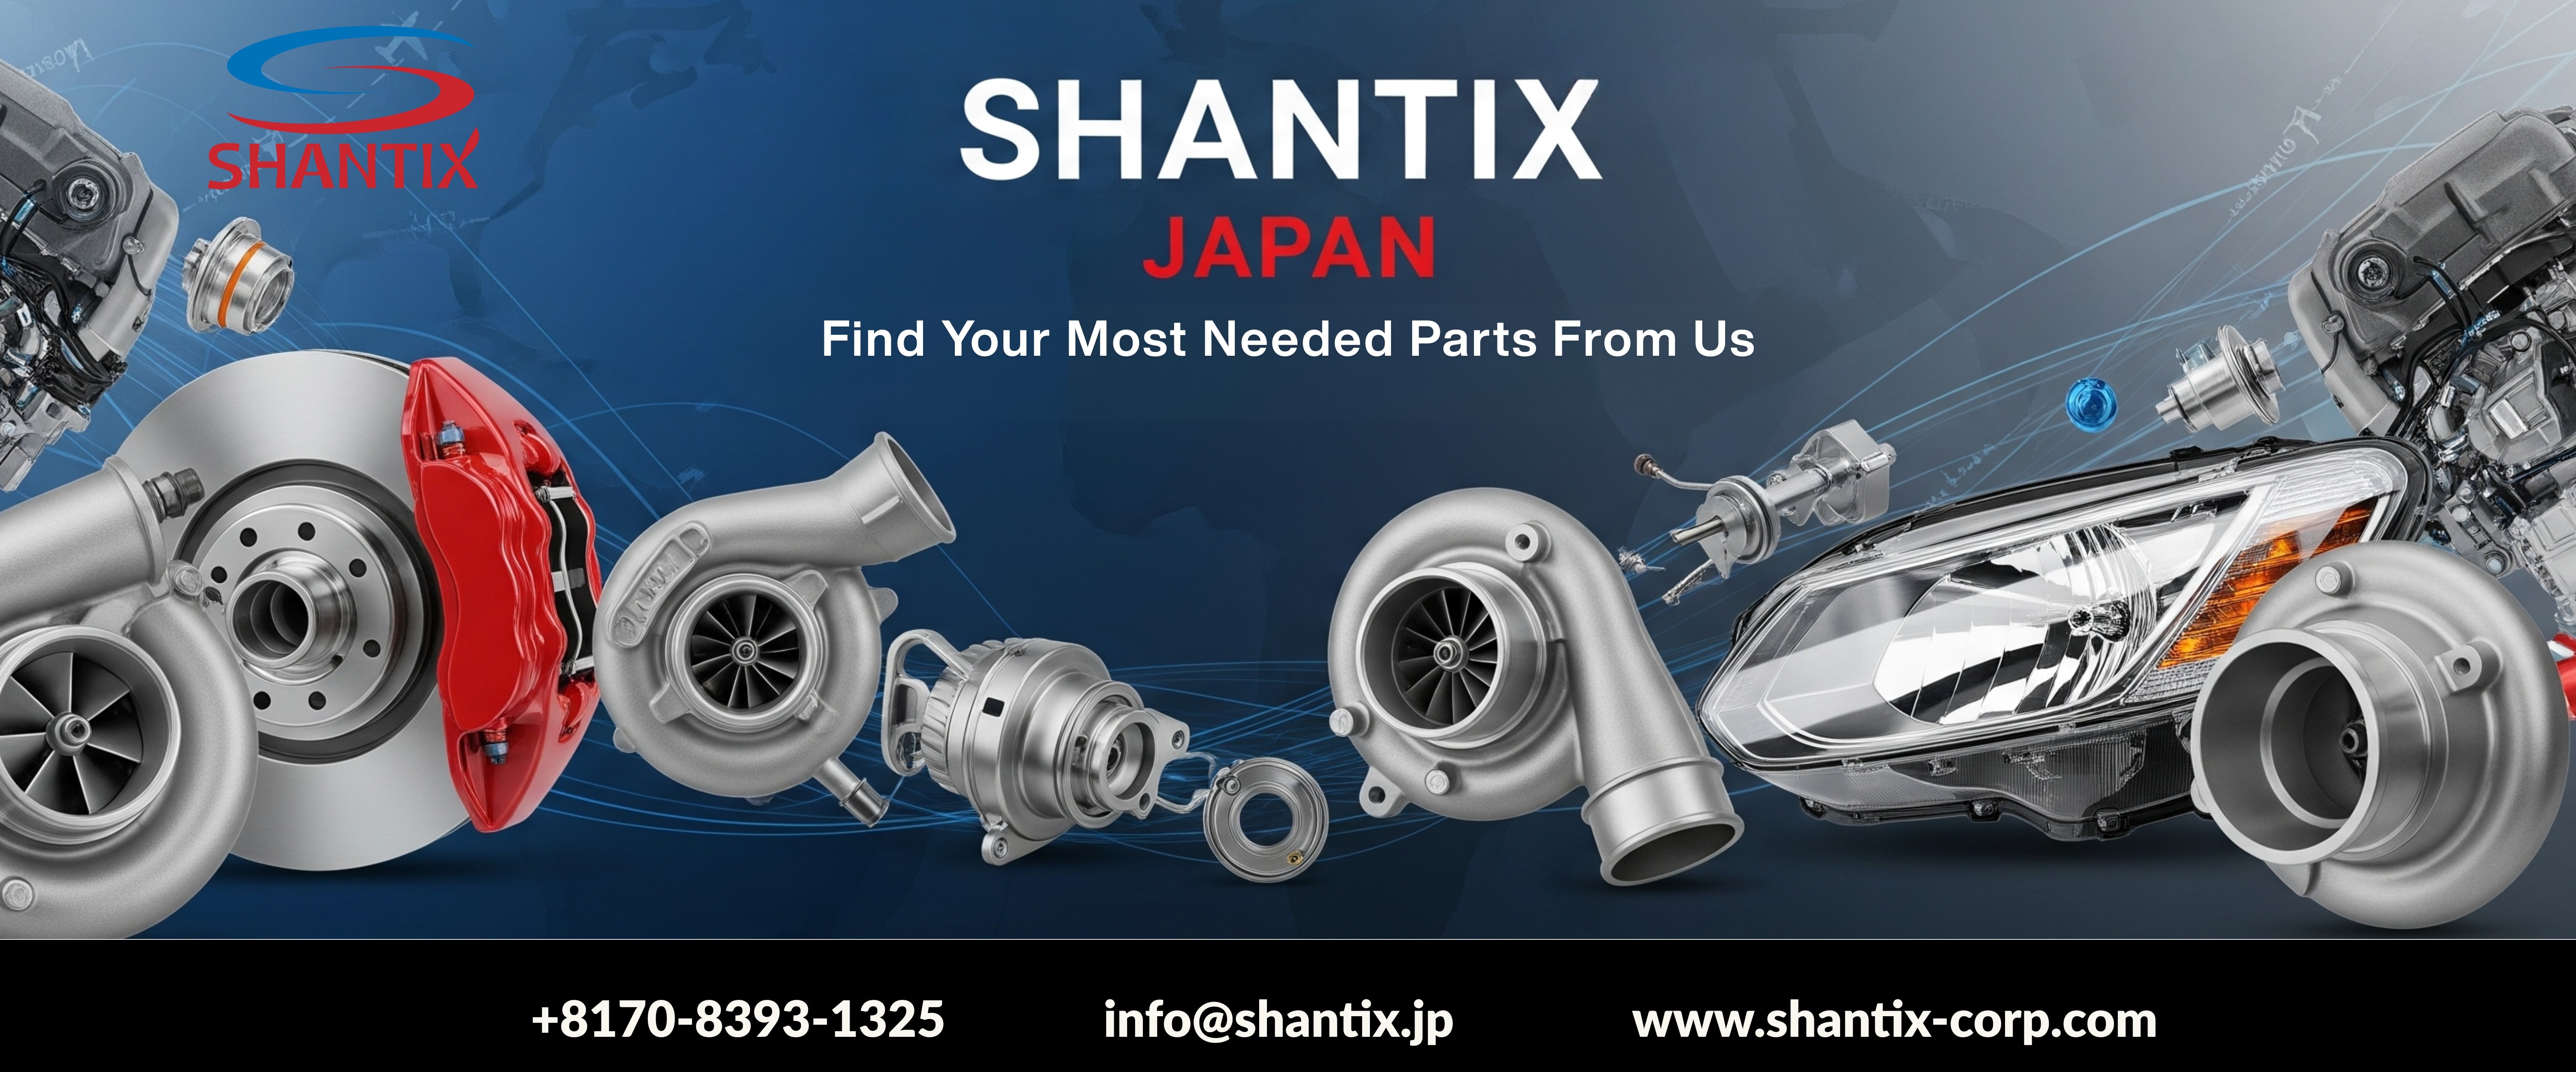 SHANTIX
SHANTIX
JAPAN
Find Your Most Needed Parts From Us
+8170-8393-1325
info@shantix.jp
www.shantix-corp.com